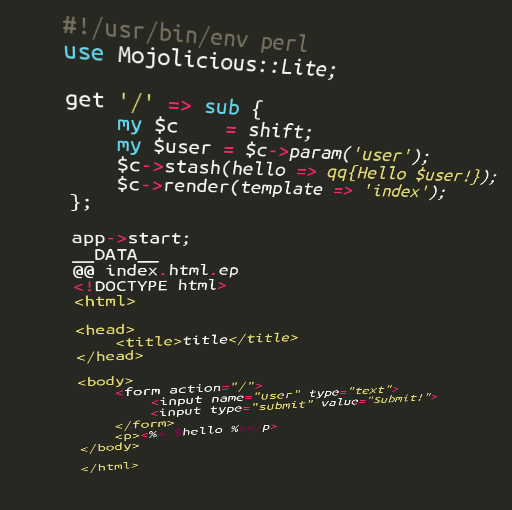 #!/usr/bin/env perl
use Mojolicious::Lite;
get '/' => sub {
my $c = shift;
my $user = $c->param('user');
$c->stash(hello => qq{Hello $user!});
$c->render(template => 'index');
};
app->start;
__DATA__
@@ index.html.ep
<!DOCTYPE html>
<html>
<head>
<title>title</title>
</head>
<body>
<form action="/">
<input name="user" type="text">
<input type="submit" value="Submit!">
</form>
<p><%= $hello %></p>
</body>
</html>